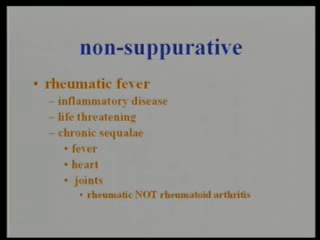 non-suppurative
• rheumatic fever
– inflammatory disease
– life threatening
– chronic sequalae
• fever
• heart
• joints
• rheumatic NOT rheumatoid arthritis